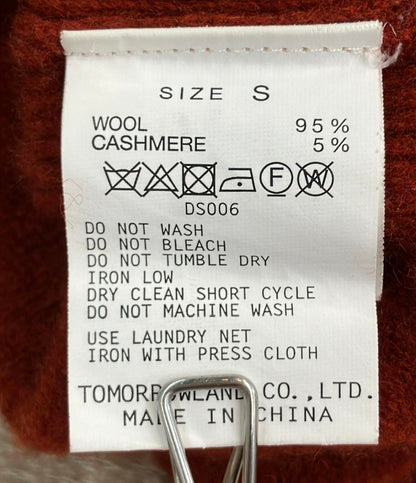 SIZE S
WOOL 95%
CASHMERE 5%
F W
DS006
DO NOT WASH
DO NOT BLEACH
DO NOT TUMBLE DRY
IRON LOW
DRY CLEAN SHORT CYCLE
DO NOT MACHINE WASH
USE LAUNDRY NET
IRON WITH PRESS CLOTH
TOMORROWLAND CO.,LTD.
MADE IN CHINA